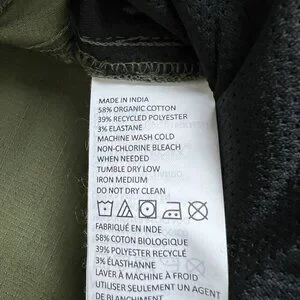 MADE IN INDIA
58% ORGANIC COTTON
39% RECYCLED POLYESTER
3% ELASTANE
MACHINE WASH COLD
NON-CHLORINE BLEACH
WHEN NEEDED
TUMBLE DRY LOW
IRON MEDIUM
DO NOT DRY CLEAN
FABRIQUÉ EN INDE
58% COTON BIOLOGIQUE
39% POLYESTER RECYCLÉ
3% ÉLASTHANNE
LAVER À MACHINE À FROID
UTILISER SEULEMENT UN AGENT
DE BLANCHIMENT